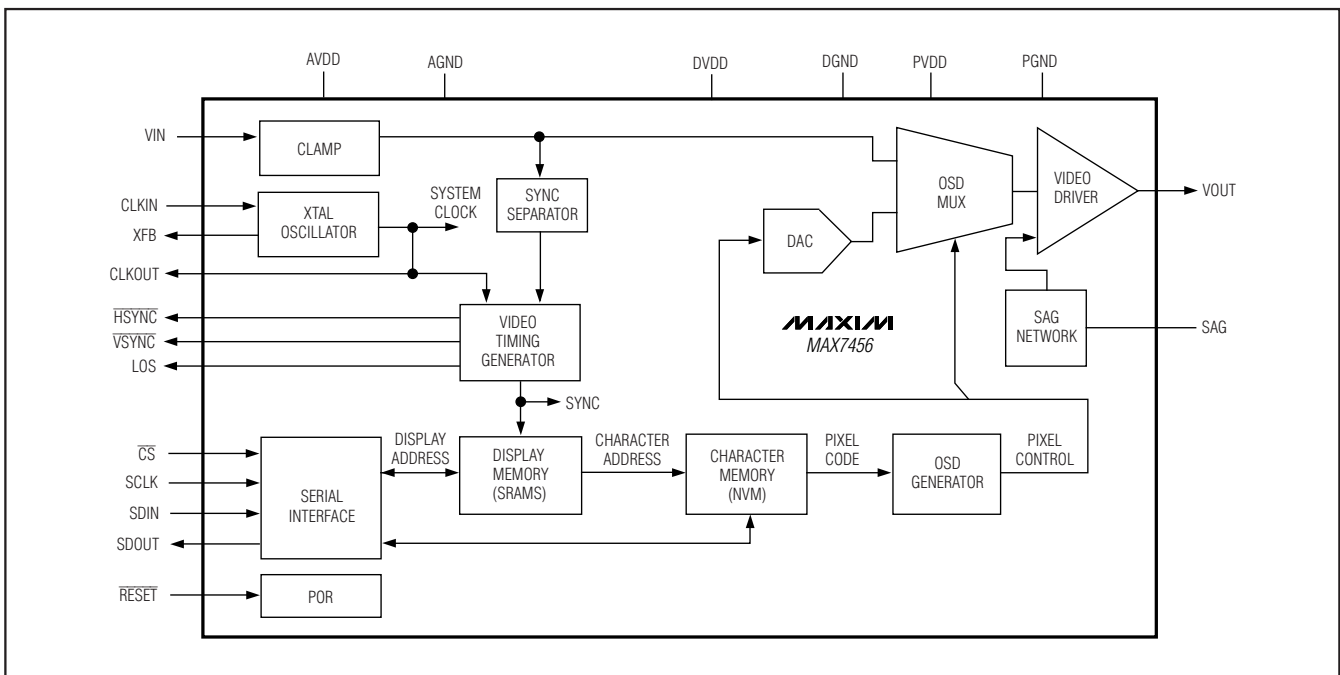 AVDD
AGND
DVDD
DGND
PVDD
PGND
VIN
CLAMP
CLKIN
XFB
XTAL
OSCILLATOR
SYSTEM
CLOCK
SYNC
SEPARATOR
OSD
MUX
VIDEO
DRIVER
VOUT
DAC
CLKOUT
HSYNC
VSYNC
LOS
VIDEO
TIMING
GENERATOR
MAXIM
MAX7456
SAG
NETWORK
SAG
SYNC
CS
SCLK
SDIN
SDOUT
SERIAL
INTERFACE
DISPLAY
ADDRESS
DISPLAY
MEMORY
(SRAMS)
CHARACTER
ADDRESS
CHARACTER
MEMORY
(NVM)
PIXEL
CODE
OSD
GENERATOR
PIXEL
CONTROL
RESET
POR